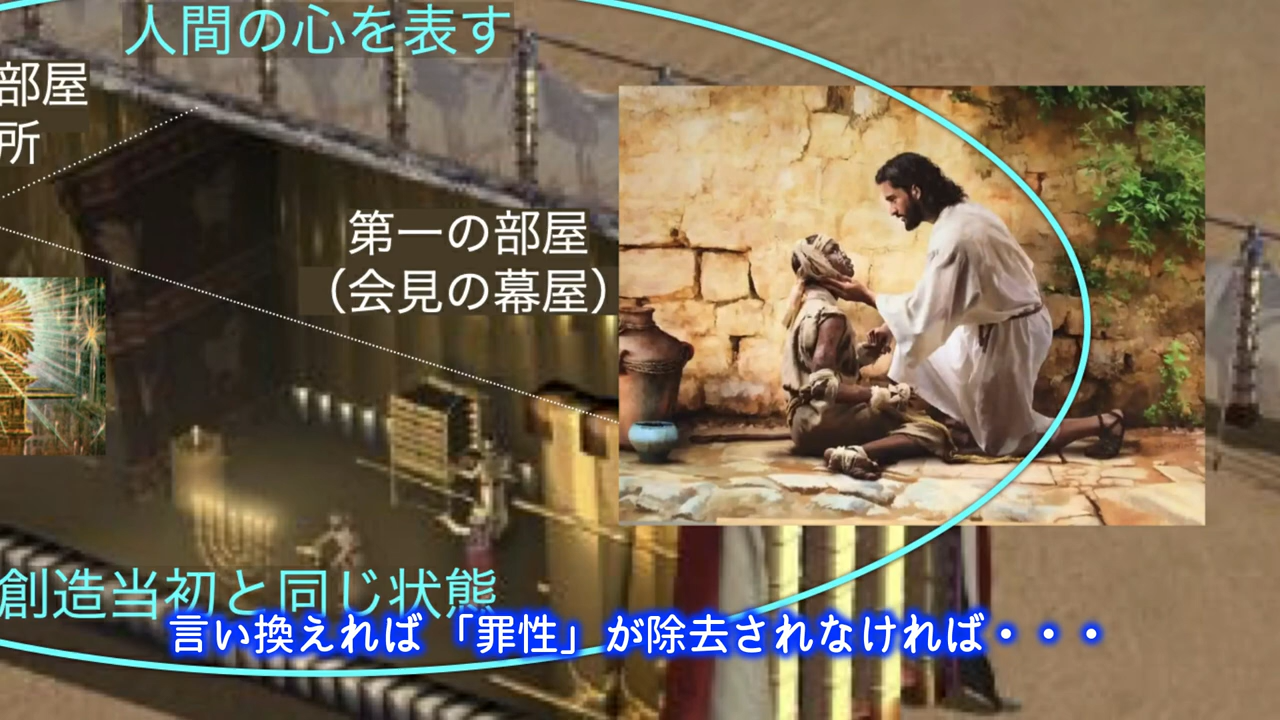 人間の心を表す
部屋
所
第一の部屋
（会見の幕屋）
創造当初と同じ状態
言い換えれば「罪性」が除去されなければ・・・